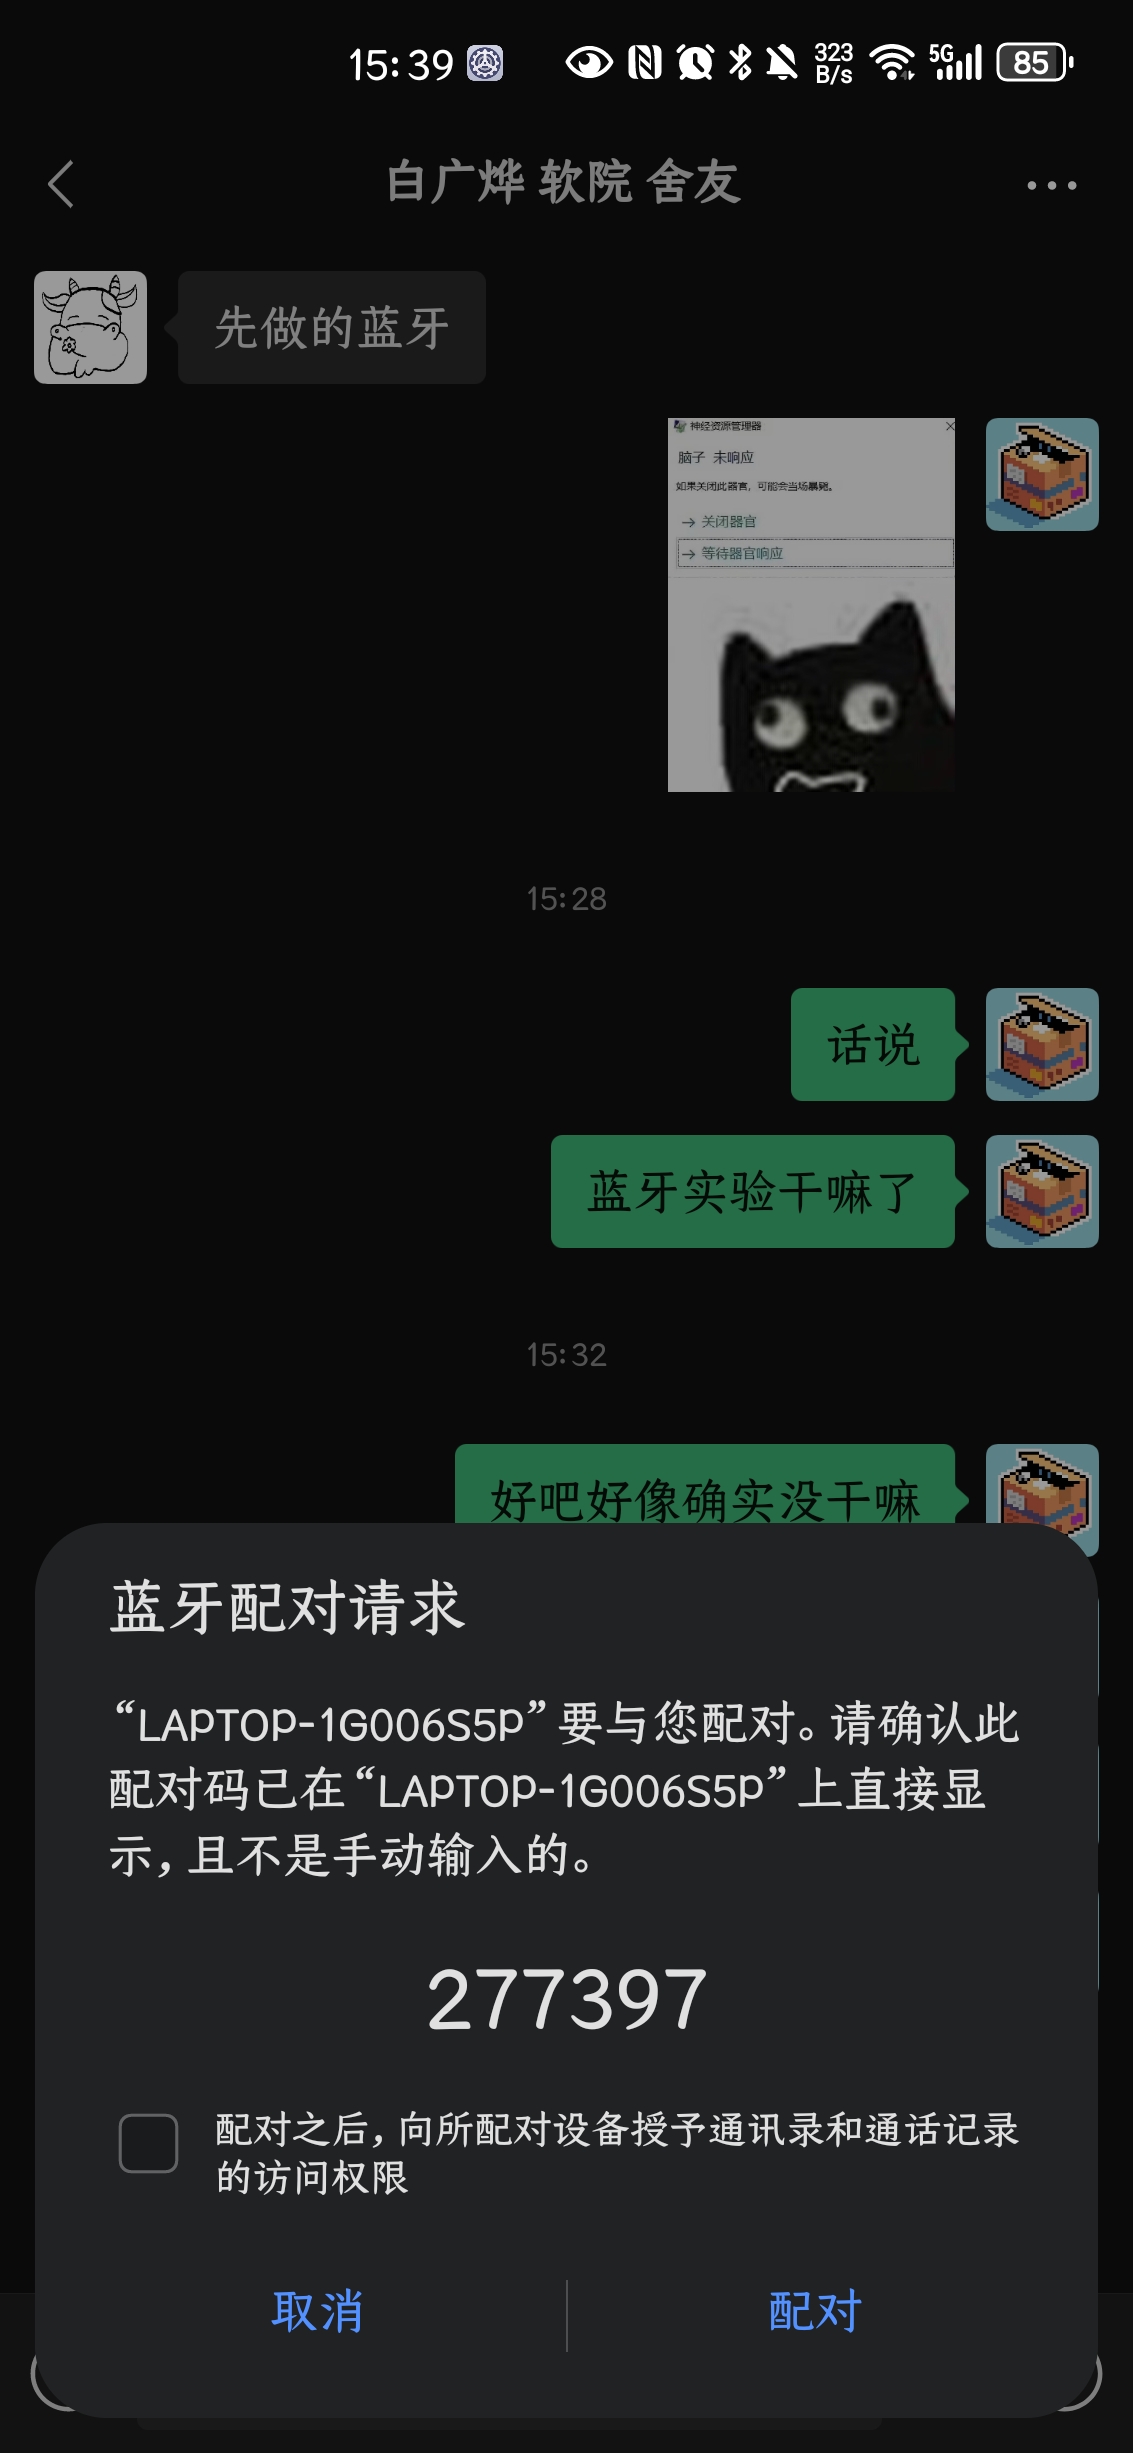 15:39
323
B/s
5G
85
白广烨 软院 舍友
先做的蓝牙
神经资源管理器
脑子 未响应
如果关闭此器官，可能会当场暴毙。
→ 关闭器官
→ 等待器官响应
15:28
话说
蓝牙实验干嘛了
15:32
好吧好像确实没干嘛
蓝牙配对请求
“LAPTOP-1G006S5P”要与您配对。请确认此
配对码已在“LAPTOP-1G006S5P”上直接显
示，且不是手动输入的。
277397
配对之后，向所配对设备授予通讯录和通话记录
的访问权限
取消
配对